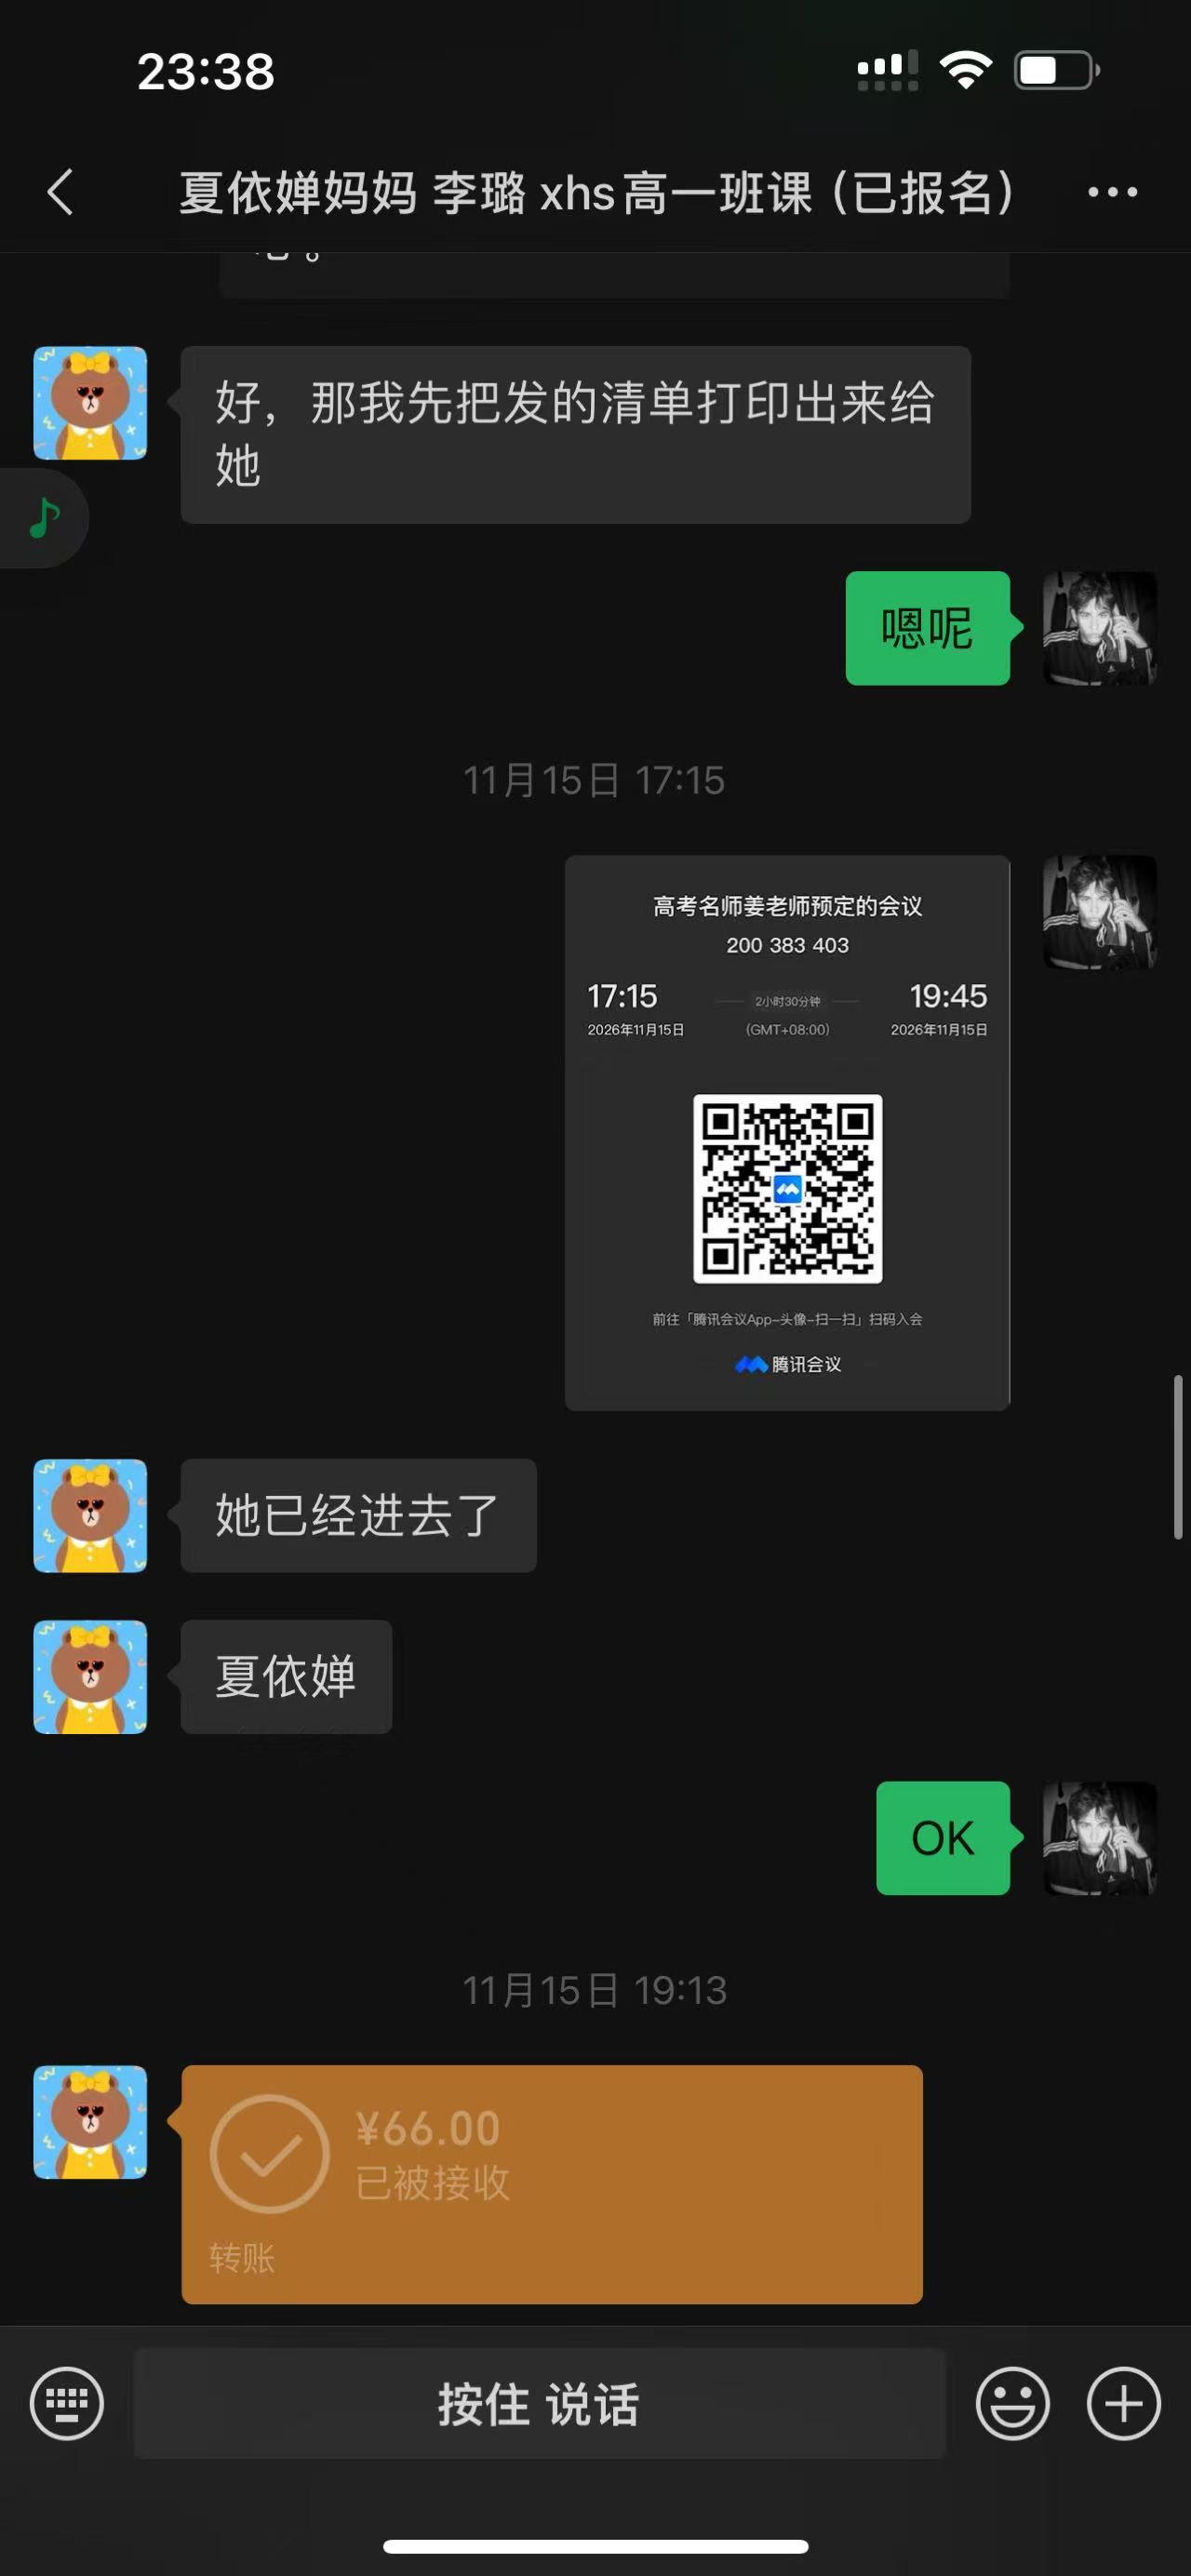 23:38
夏依婵妈妈 李璐 xhs高一班课（已报名）
好，那我先把发的清单打印出来给
她
嗯呢
11月15日 17:15
高考名师姜老师预定的会议
200 383 403
17:15 2小时30分钟 19:45
2026年11月15日 (GMT+08:00) 2026年11月15日
前往「腾讯会议App-头像-扫一扫」扫码入会
腾讯会议
她已经进去了
夏依婵
OK
11月15日 19:13
¥66.00
已被接收
转账
按住 说话